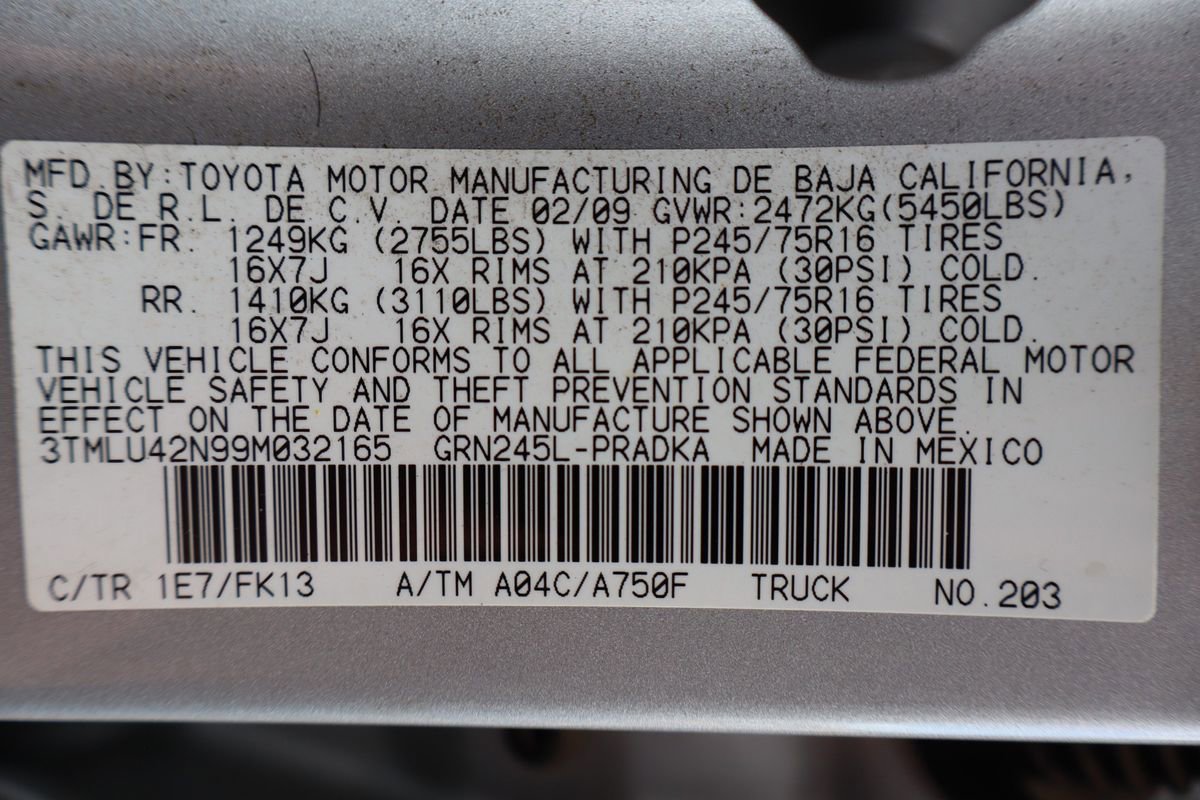 MFD.BY:TOYOTA MOTOR MANUFACTURING DE BAJA CALIFORNIA,
S. DE R.L. DE C.V. DATE 02/09 GVWR:2472KG(5450LBS)
GAWR:FR. 1249KG (2755LBS) WITH P245/75R16 TIRES
16X7J 16X RIMS AT 210KPA (30PSI) COLD.
RR. 1410KG (3110LBS) WITH P245/75R16 TIRES
16X7J 16X RIMS AT 210KPA (30PSI) COLD.
THIS VEHICLE CONFORMS TO ALL APPLICABLE FEDERAL MOTOR
VEHICLE SAFETY AND THEFT PREVENTION STANDARDS IN
EFFECT ON THE DATE OF MANUFACTURE SHOWN ABOVE.
3TMLU42N99M032165 GRN245L-PRADKA MADE IN MEXICO
C/TR 1E7/FK13 A/TM A04C/A750F TRUCK NO.203